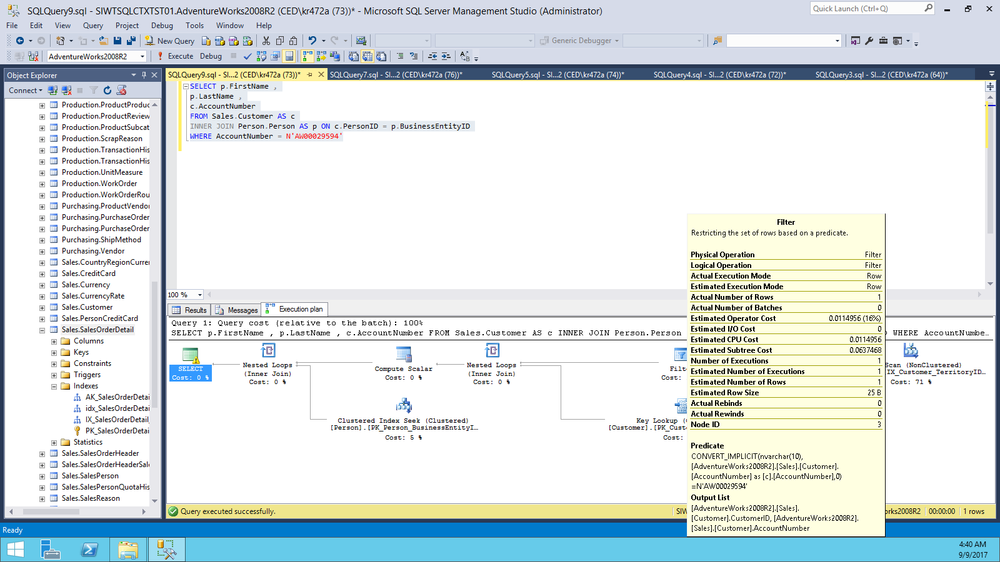 SQLQuery9.sql - SIWTSQLCTXTST01.AdventureWorks2008R2 (CED\kr472a (73))* - Microsoft SQL Server Management Studio (Administrator)
Quick Launch (Ctrl+Q)
File Edit View Query Project Debug Tools Window Help
New Query
Generic Debugger
AdventureWorks2008R2
Execute Debug
Object Explorer
SQLQuery9.sql - SI...2 (CED\kr472a (73))*
SQLQuery7.sql - SI...2 (CED\kr472a (76))*
SQLQuery5.sql - SI...2 (CED\kr472a (74))*
SQLQuery4.sql - SI...2 (CED\kr472a (72))*
SQLQuery3.sql - SI...2 (CED\kr472a (64))*
Connect
Production.ProductProduc
Production.ProductReview
Production.ProductSubcat
Production.ScrapReason
Production.TransactionHis
Production.TransactionHis
Production.UnitMeasure
Production.WorkOrder
Production.WorkOrderRou
Purchasing.ProductVendor
Purchasing.PurchaseOrder
Purchasing.PurchaseOrder
Purchasing.ShipMethod
Purchasing.Vendor
Sales.CountryRegionCurrer
Sales.CreditCard
Sales.Currency
Sales.CurrencyRate
Sales.Customer
Sales.PersonCreditCard
Sales.SalesOrderDetail
Columns
Keys
Constraints
Triggers
Indexes
AK_SalesOrderDetai
idx_SalesOrderDetai
IX_SalesOrderDetail_
PK_SalesOrderDetai
Statistics
Sales.SalesOrderHeader
Sales.SalesOrderHeaderSale
Sales.SalesPerson
Sales.SalesPersonQuotaHis
Sales.SalesReason
SELECT p.FirstName ,
p.LastName ,
c.AccountNumber
FROM Sales.Customer AS c
INNER JOIN Person.Person AS p ON c.PersonID = p.BusinessEntityID
WHERE AccountNumber = N'AW00029594'
100 %
Results Messages Execution plan
Query 1: Query cost (relative to the batch): 100%
SELECT p.FirstName , p.LastName , c.AccountNumber FROM Sales.Customer AS c INNER JOIN Person.Person
D WHERE AccountNumbe...
SELECT
Cost: 0 %
Nested Loops
(Inner Join)
Cost: 0 %
Compute Scalar
Cost: 0 %
Nested Loops
(Inner Join)
Cost: 0 %
Filt
Cost:
Scan (NonClustered)
IX_Customer_TerritoryID...
Cost: 71 %
Clustered Index Seek (Clustered)
[Person].[PK_Person_BusinessEntityI...
Cost: 5 %
Key Lookup (
[Customer].[PK_Cus
Cost:
Filter
Restricting the set of rows based on a predicate.
Physical Operation Filter
Logical Operation Filter
Actual Execution Mode Row
Estimated Execution Mode Row
Actual Number of Rows 1
Actual Number of Batches 0
Estimated Operator Cost 0.0114956 (16%)
Estimated I/O Cost 0
Estimated CPU Cost 0.0114956
Estimated Subtree Cost 0.0637468
Number of Executions 1
Estimated Number of Executions 1
Estimated Number of Rows 1
Estimated Row Size 25 B
Actual Rebinds 0
Actual Rewinds 0
Node ID 3
Predicate
CONVERT_IMPLICIT(nvarchar(10),
[AdventureWorks2008R2].[Sales].[Customer].
[AccountNumber] as [c].[AccountNumber],0)
=N'AW00029594'
Output List
[AdventureWorks2008R2].[Sales].
[Customer].CustomerID, [AdventureWorks2008R2].
[Sales].[Customer].AccountNumber
Query executed successfully.
SIW
rks2008R2 00:00:00 1 rows
Ready
4:40 AM
9/9/2017